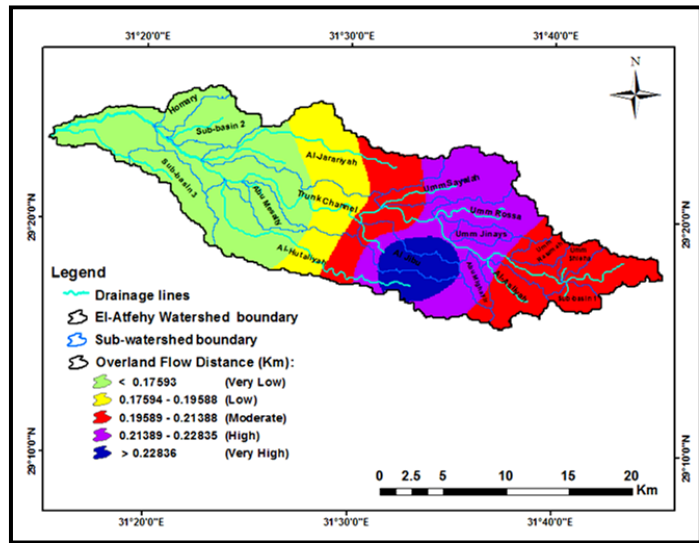 31°20'0"E 31°30'0"E 31°40'0"E
N
Homary
Sub-basin 2
Al-Jarariyah
Sub-basin 3
Abu Mesaty
Trunk Channel
Umm Sayalah
29°20'0"N
29°20'0"N
Umm Kossa
Umm Jinays
Al-Hutaliyah
Sub-basin 1
Legend
Drainage lines
El-Atfehy Watershed boundary
Sub-watershed boundary
Overland Flow Distance (Km):
< 0.17593 (Very Low)
0.17594 - 0.19588 (Low)
0.19589 - 0.21388 (Moderate)
0.21389 - 0.22835 (High)
> 0.22836 (Very High)
29°10'0"N
29°10'0"N
0 2.5 5 10 15 20
Km
31°20'0"E 31°30'0"E 31°40'0"E